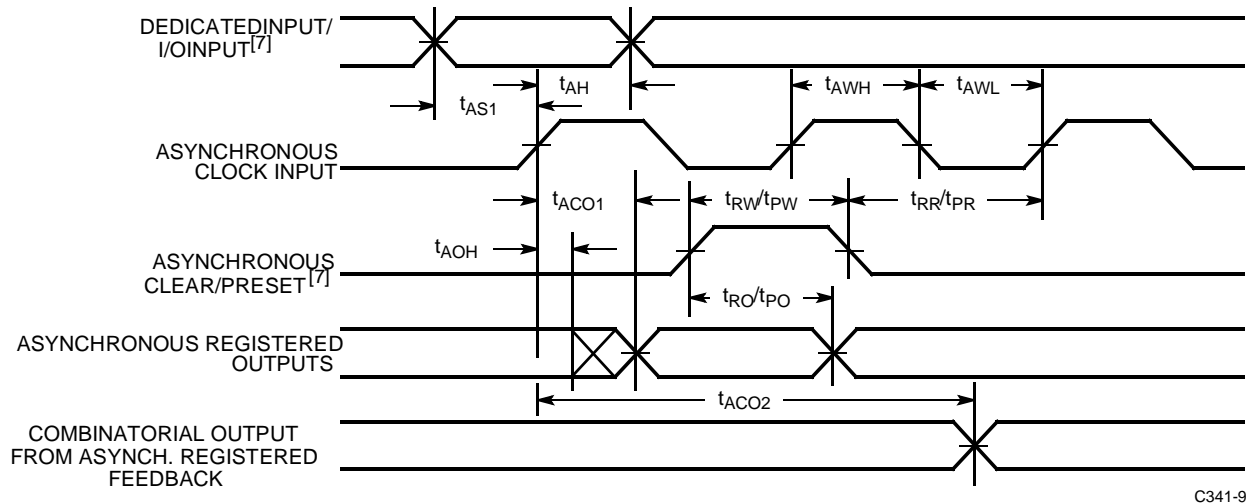 DEDICATEDINPUT/
I/OINPUT[7]
tAH
tAWH
tAWL
tAS1
ASYNCHRONOUS
CLOCK INPUT
tACO1
tRW/tPW
tRR/tPR
tAOH
ASYNCHRONOUS
CLEAR/PRESET[7]
tRO/tPO
ASYNCHRONOUS REGISTERED
OUTPUTS
tACO2
COMBINATORIAL OUTPUT
FROM ASYNCH. REGISTERED
FEEDBACK
C341-9